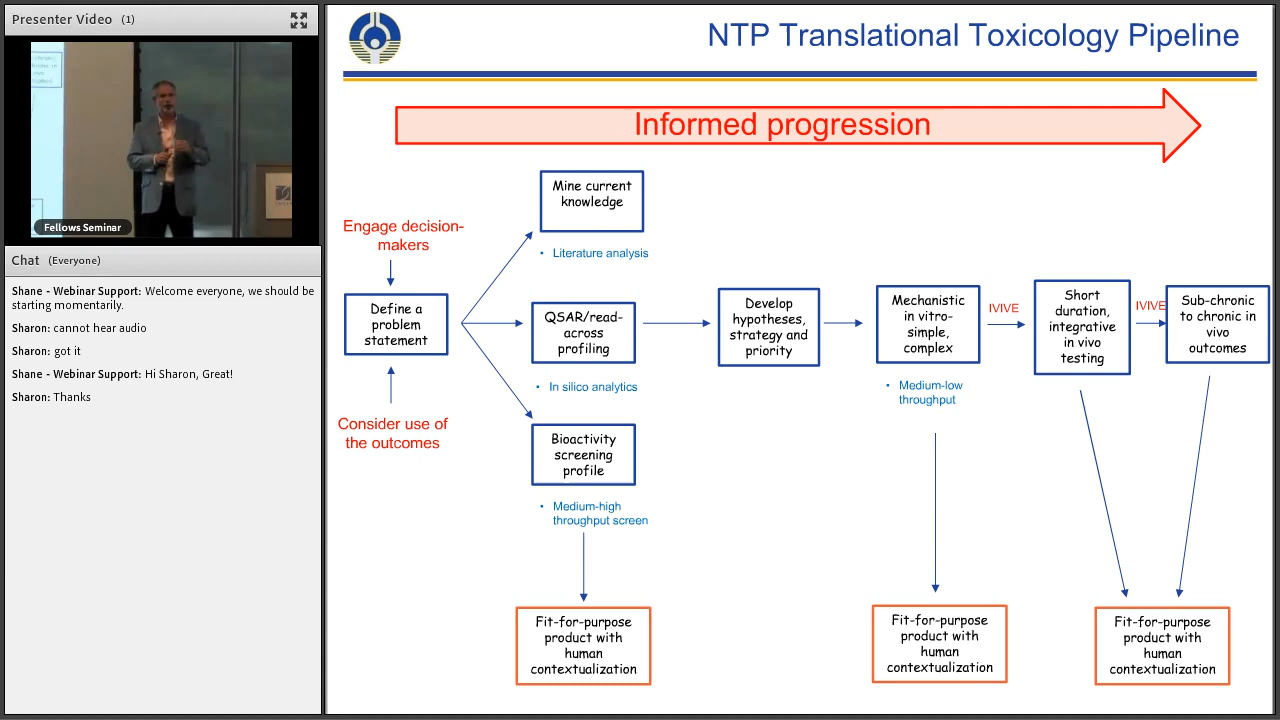 Presenter Video (1)
Fellows Seminar
Chat (Everyone)
Shane - Webinar Support: Welcome everyone, we should be
starting momentarily.
Sharon: cannot hear audio
Sharon: got it
Shane - Webinar Support: Hi Sharon, Great!
Sharon: Thanks
NTP Translational Toxicology Pipeline
Informed progression
Engage decision-
makers
Define a
problem
statement
Consider use of
the outcomes
Mine current
knowledge
• Literature analysis
QSAR/read-
across
profiling
• In silico analytics
Bioactivity
screening
profile
• Medium-high
throughput screen
Fit-for-purpose
product with
human
contextualization
Develop
hypotheses,
strategy and
priority
Mechanistic
in vitro-
simple,
complex
• Medium-low
throughput
Fit-for-purpose
product with
human
contextualization
IVIVE
Short
duration,
integrative
in vivo
testing
IVIVE
Sub-chronic
to chronic in
vivo
outcomes
Fit-for-purpose
product with
human
contextualization